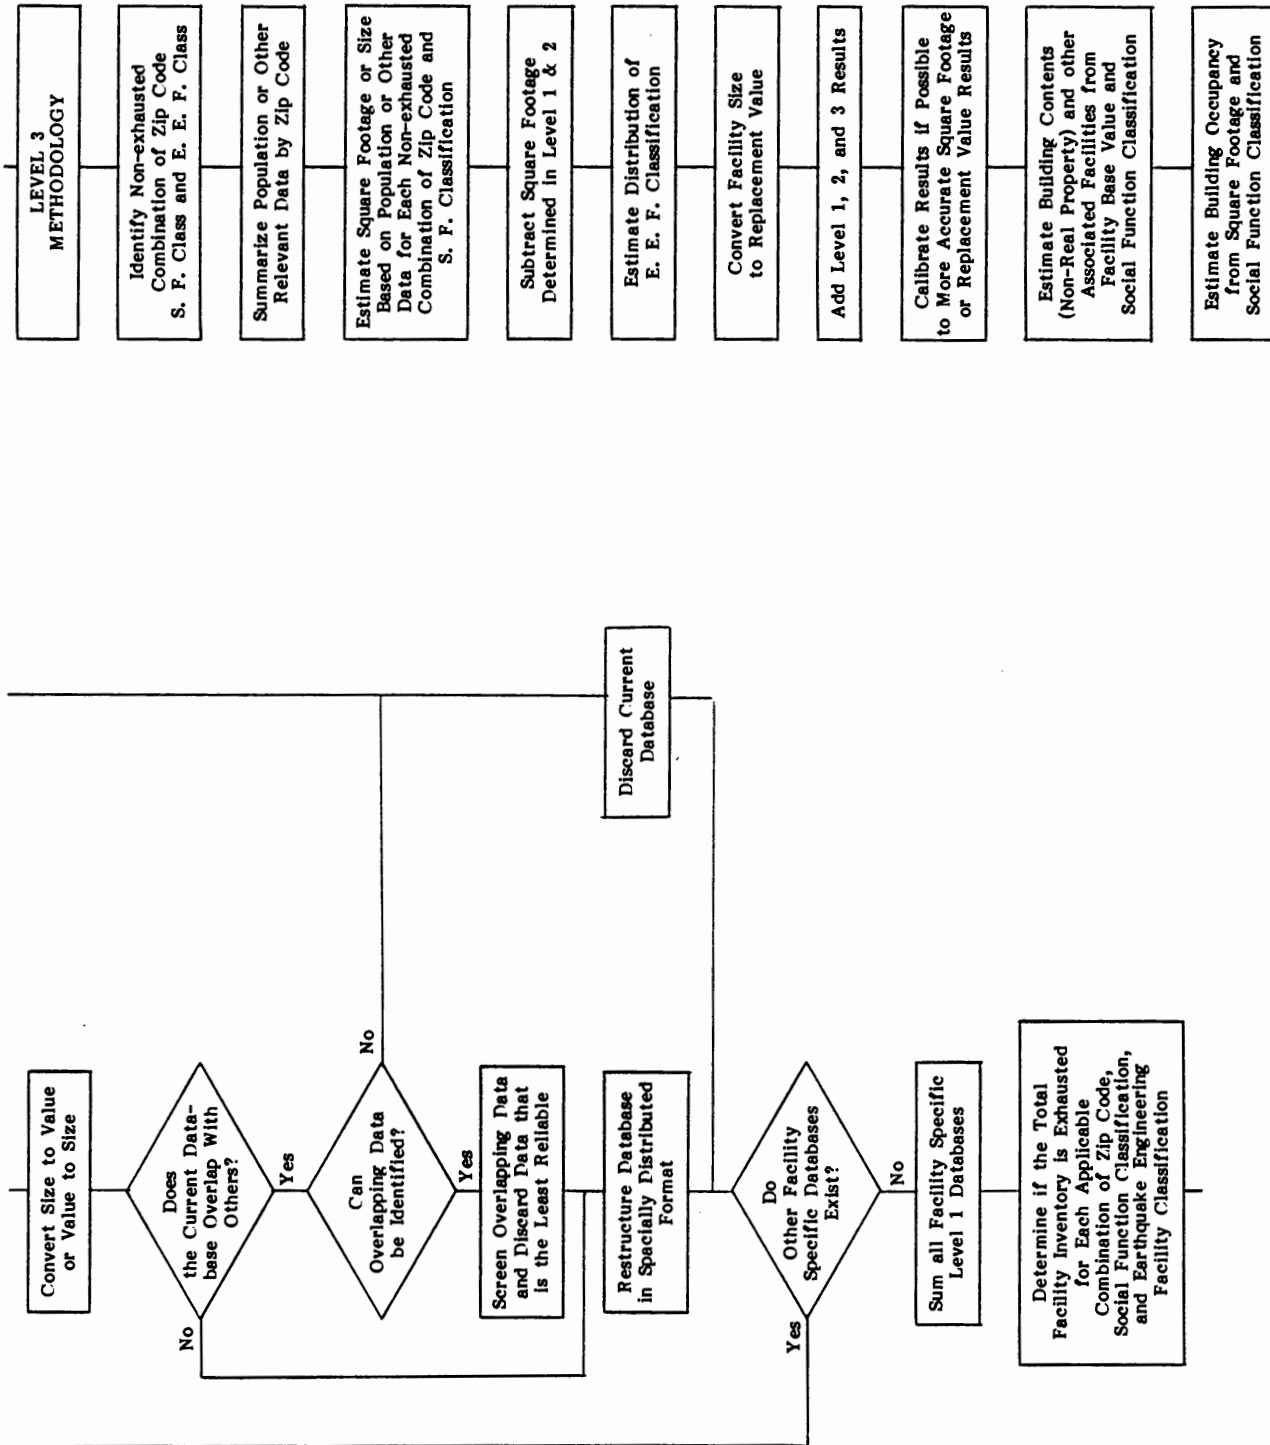 Convert Size to Value
or Value to Size
Does
the Current Data-
base Overlap With
Others?
No
Yes
Can
Overlapping Data
be Identified?
No
Yes
Screen Overlapping Data
and Discard Data that
is the Least Reliable
Restructure Database
in Spacially Distributed
Format
Discard Current
Database
Do
Other Facility
Specific Databases
Exist?
Yes
No
Sum all Facility Specific
Level 1 Databases
Determine if the Total
Facility Inventory is Exhausted
for Each Applicable
Combination of Zip Code,
Social Function Classification,
and Earthquake Engineering
Facility Classification
LEVEL 3
METHODOLOGY
Identify Non-exhausted
Combination of Zip Code
S. F. Class and E. E. F. Class
Summarize Population or Other
Relevant Data by Zip Code
Estimate Square Footage or Size
Based on Population or Other
Data for Each Non-exhausted
Combination of Zip Code and
S. F. Classification
Subtract Square Footage
Determined in Level 1 & 2
Estimate Distribution of
E. E. F. Classification
Convert Facility Size
to Replacement Value
Add Level 1, 2, and 3 Results
Calibrate Results if Possible
to More Accurate Square Footage
or Replacement Value Results
Estimate Building Contents
(Non-Real Property) and other
Associated Facilities from
Facility Base Value and
Social Function Classification
Estimate Building Occupancy
from Square Footage and
Social Function Classification